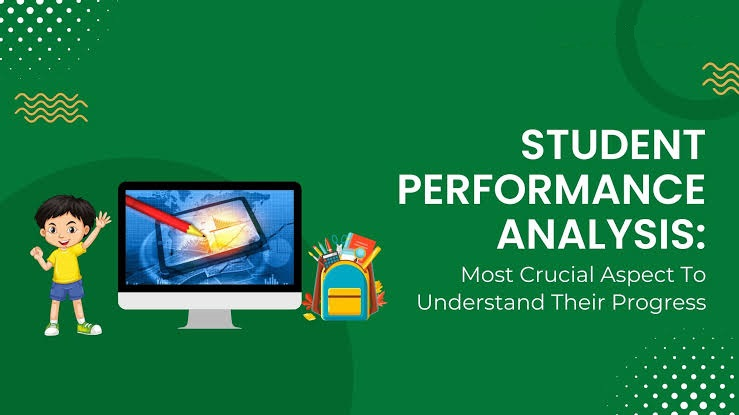 STUDENT
PERFORMANCE
ANALYSIS:
Most Crucial Aspect To
Understand Their Progress